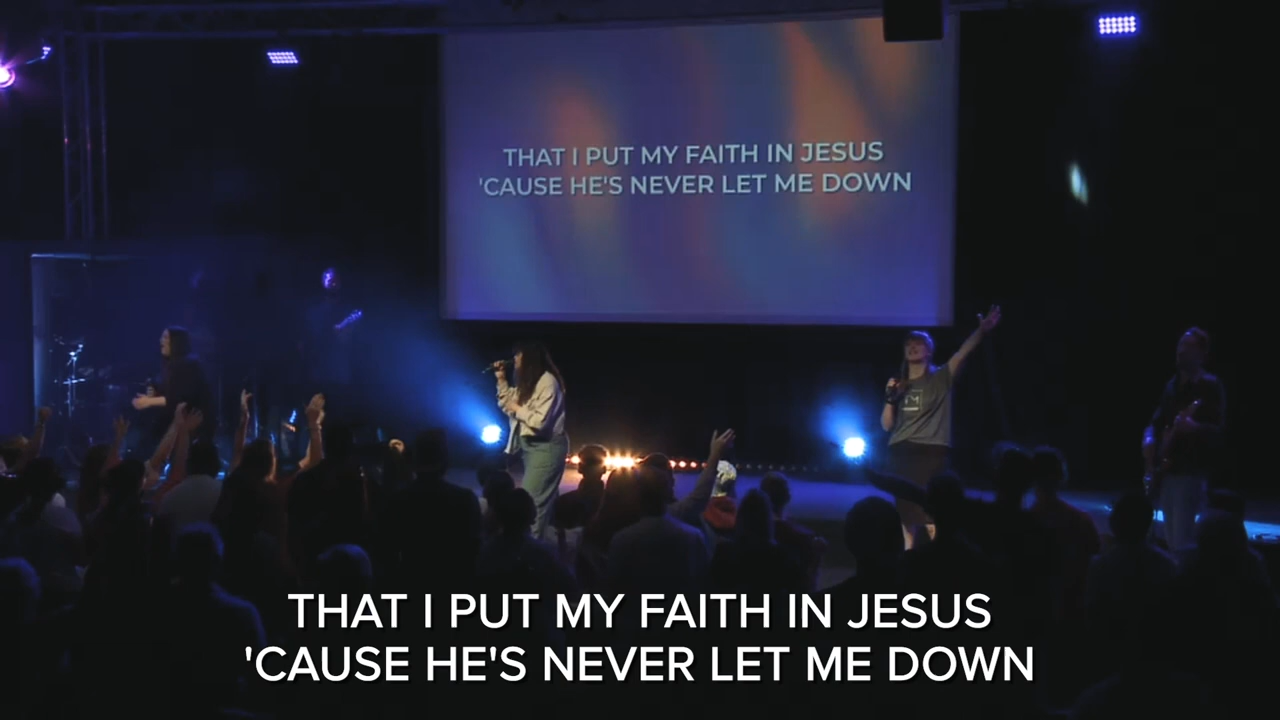 THAT I PUT MY FAITH IN JESUS
'CAUSE HE'S NEVER LET ME DOWN
THAT I PUT MY FAITH IN JESUS
'CAUSE HE'S NEVER LET ME DOWN